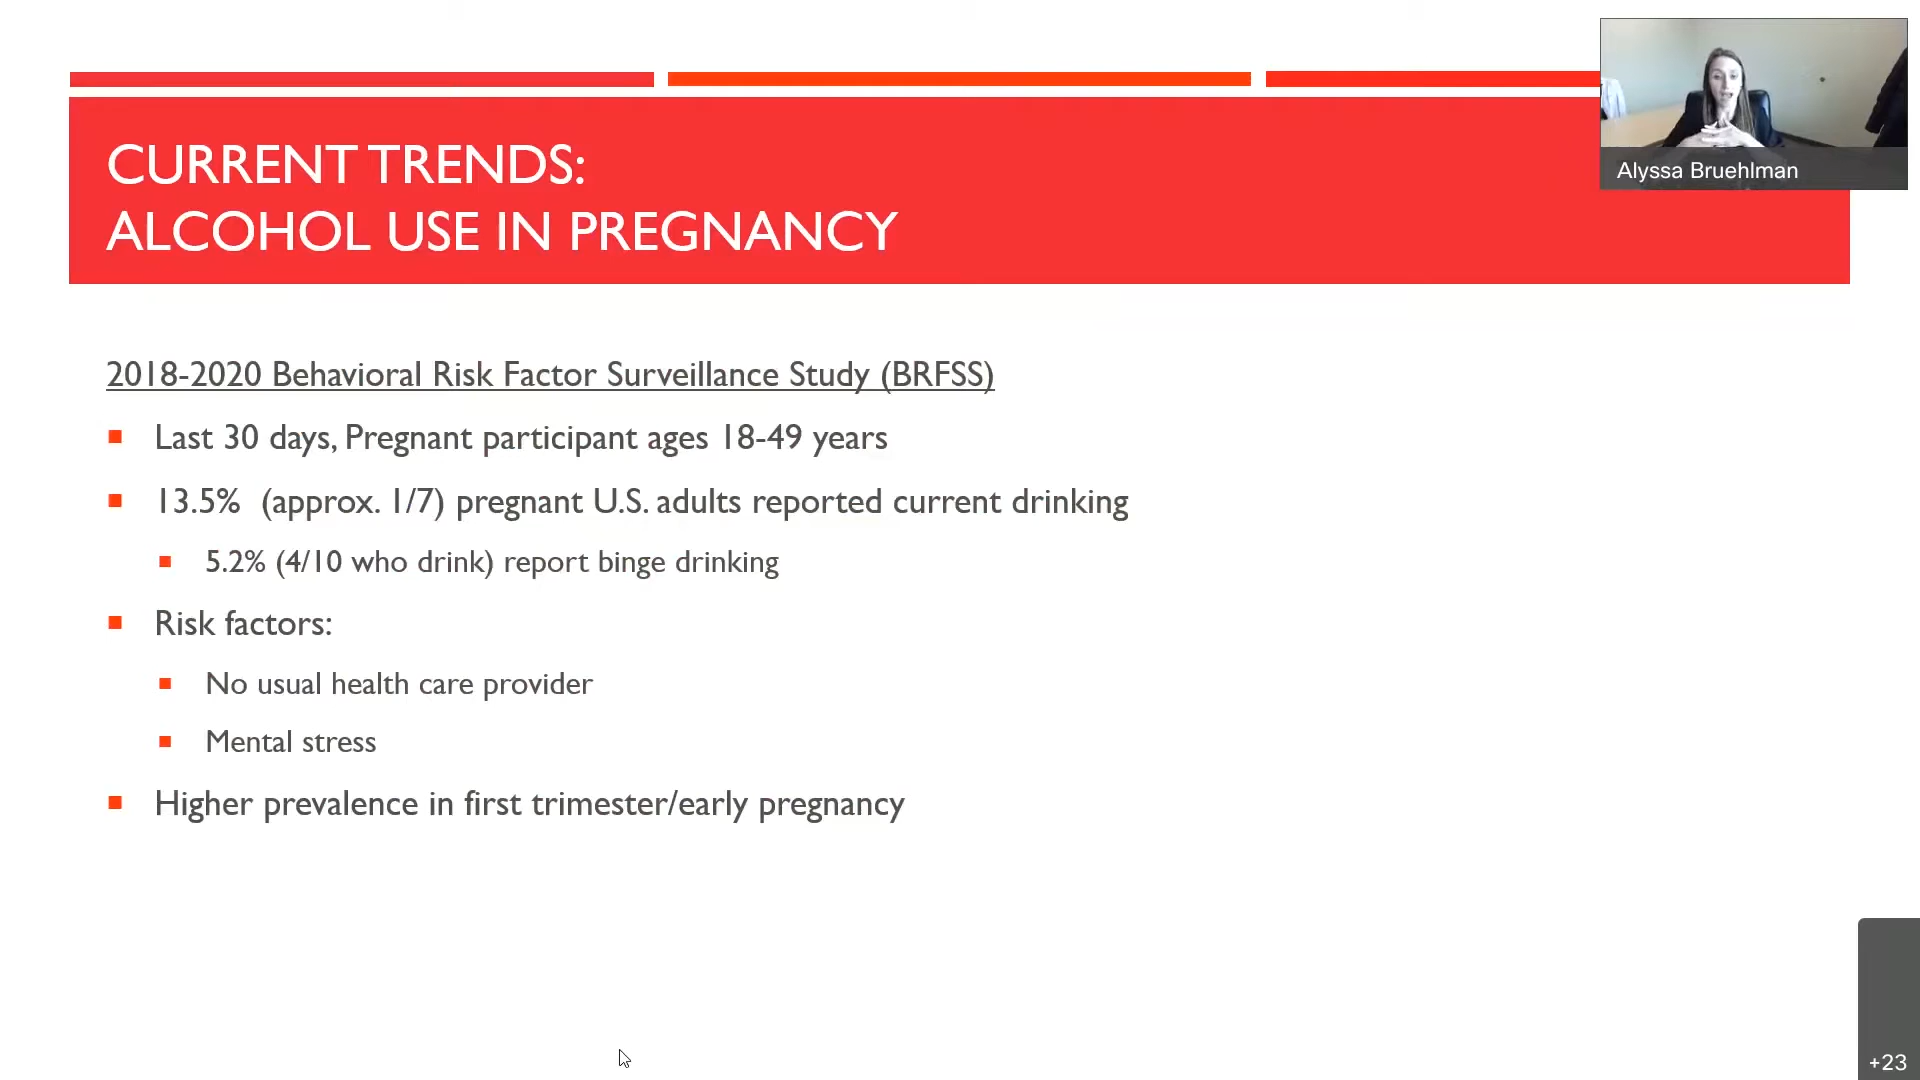 CURRENT TRENDS:
ALCOHOL USE IN PREGNANCY
Alyssa Bruehlman
2018-2020 Behavioral Risk Factor Surveillance Study (BRFSS)
Last 30 days, Pregnant participant ages 18-49 years
13.5% (approx. 1/7) pregnant U.S. adults reported current drinking
5.2% (4/10 who drink) report binge drinking
Risk factors:
No usual health care provider
Mental stress
Higher prevalence in first trimester/early pregnancy
+23